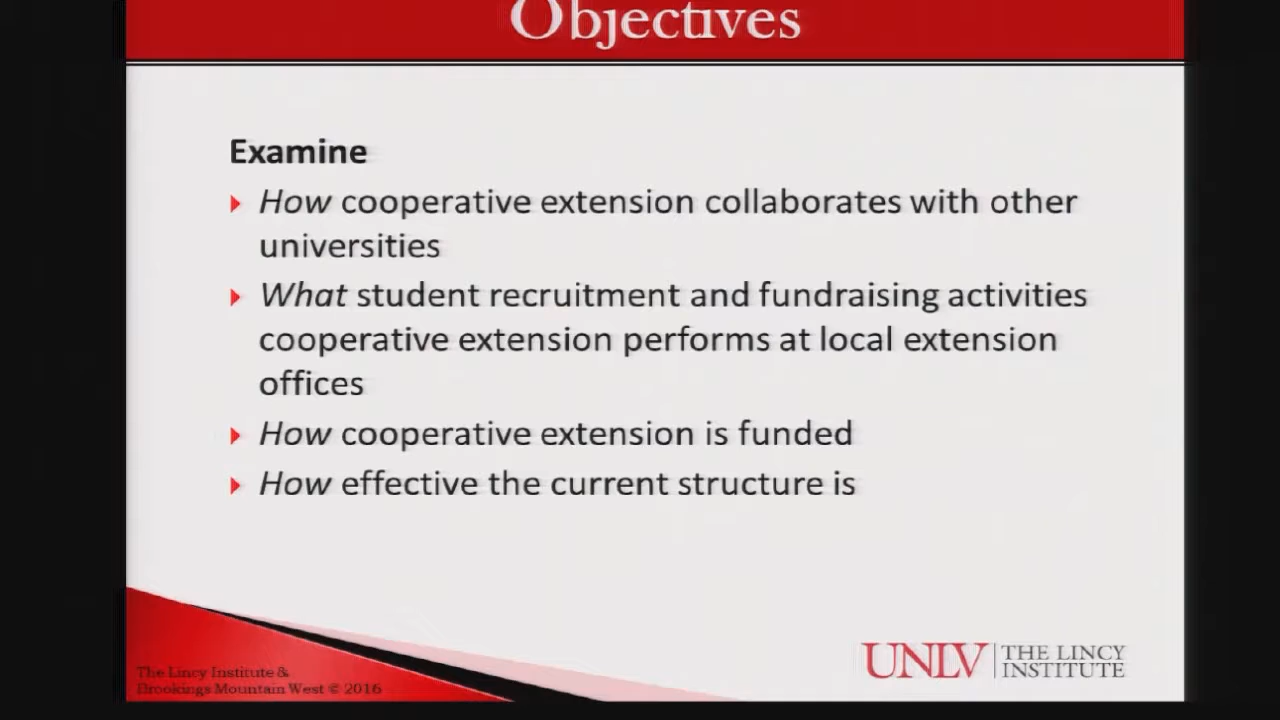 Objectives
Examine
How cooperative extension collaborates with other
universities
What student recruitment and fundraising activities
cooperative extension performs at local extension
offices
How cooperative extension is funded
How effective the current structure is
The Lincy Institute &
Brookings Mountain West © 2016
UNLV THE LINCY
INSTITUTE